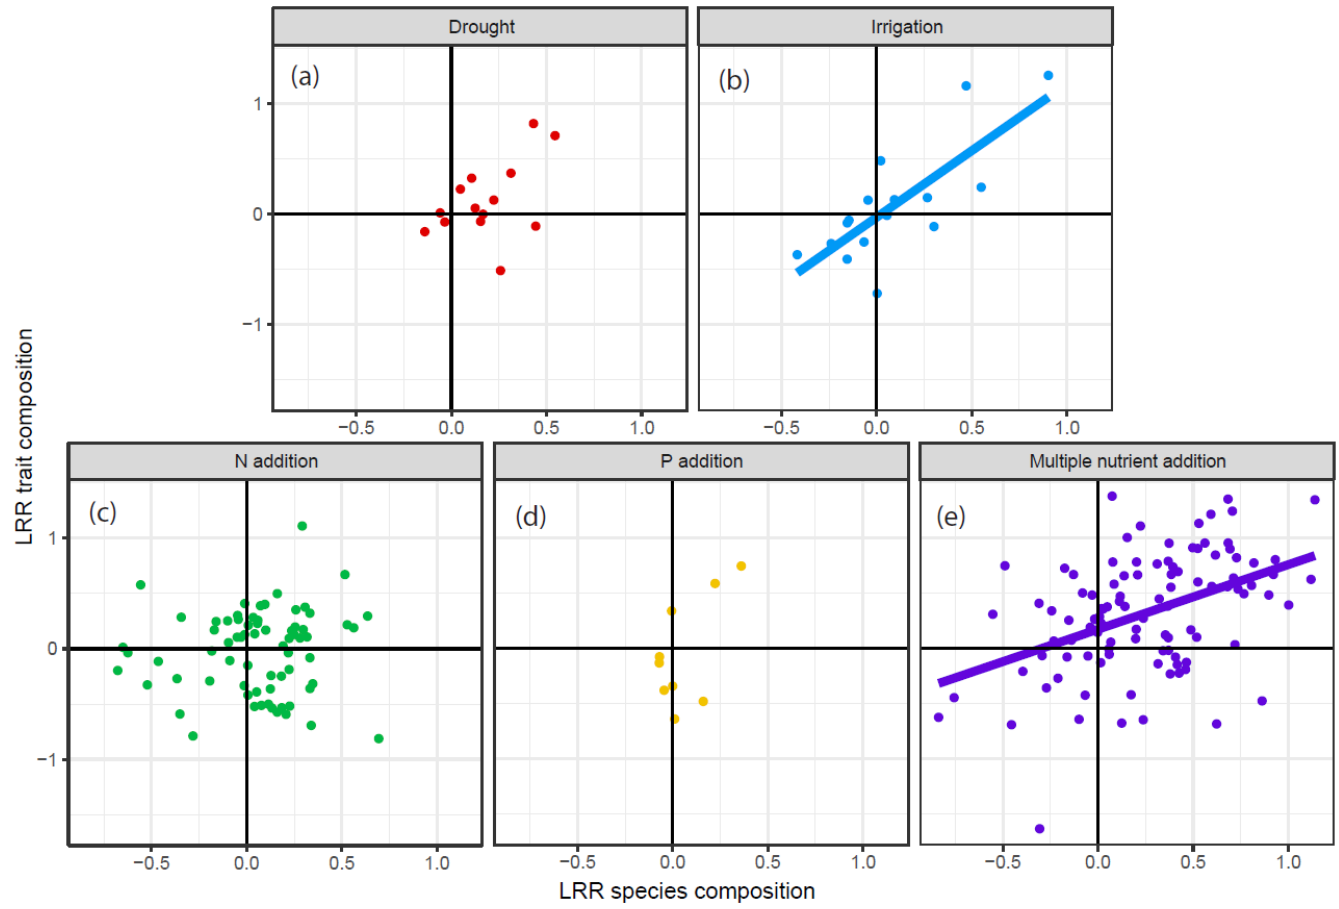 Drought
Irrigation
(a)
(b)
1
0
−1
−0.5
0.0
0.5
1.0
−0.5
0.0
0.5
1.0
LRR trait composition
N addition
P addition
Multiple nutrient addition
(c)
(d)
(e)
1
0
−1
−0.5
0.0
0.5
1.0
−0.5
0.0
0.5
1.0
−0.5
0.0
0.5
1.0
LRR species composition